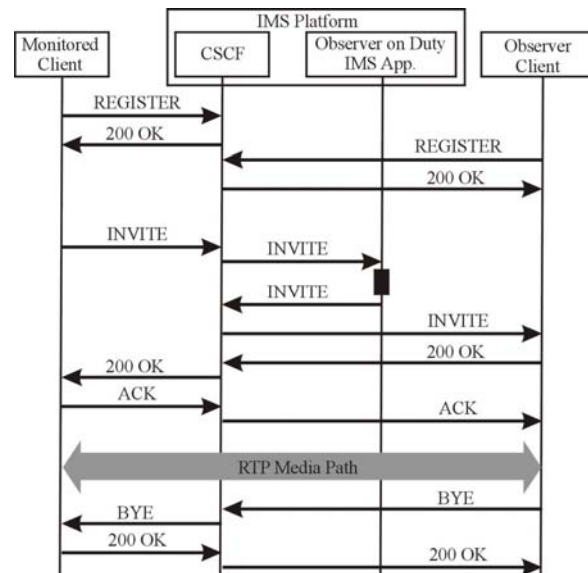 IMS Platform
Monitored
Client
CSCF
Observer on Duty
IMS App.
Observer
Client
REGISTER
200 OK
REGISTER
200 OK
INVITE
INVITE
INVITE
INVITE
200 OK
200 OK
ACK
ACK
RTP Media Path
BYE
BYE
200 OK
200 OK